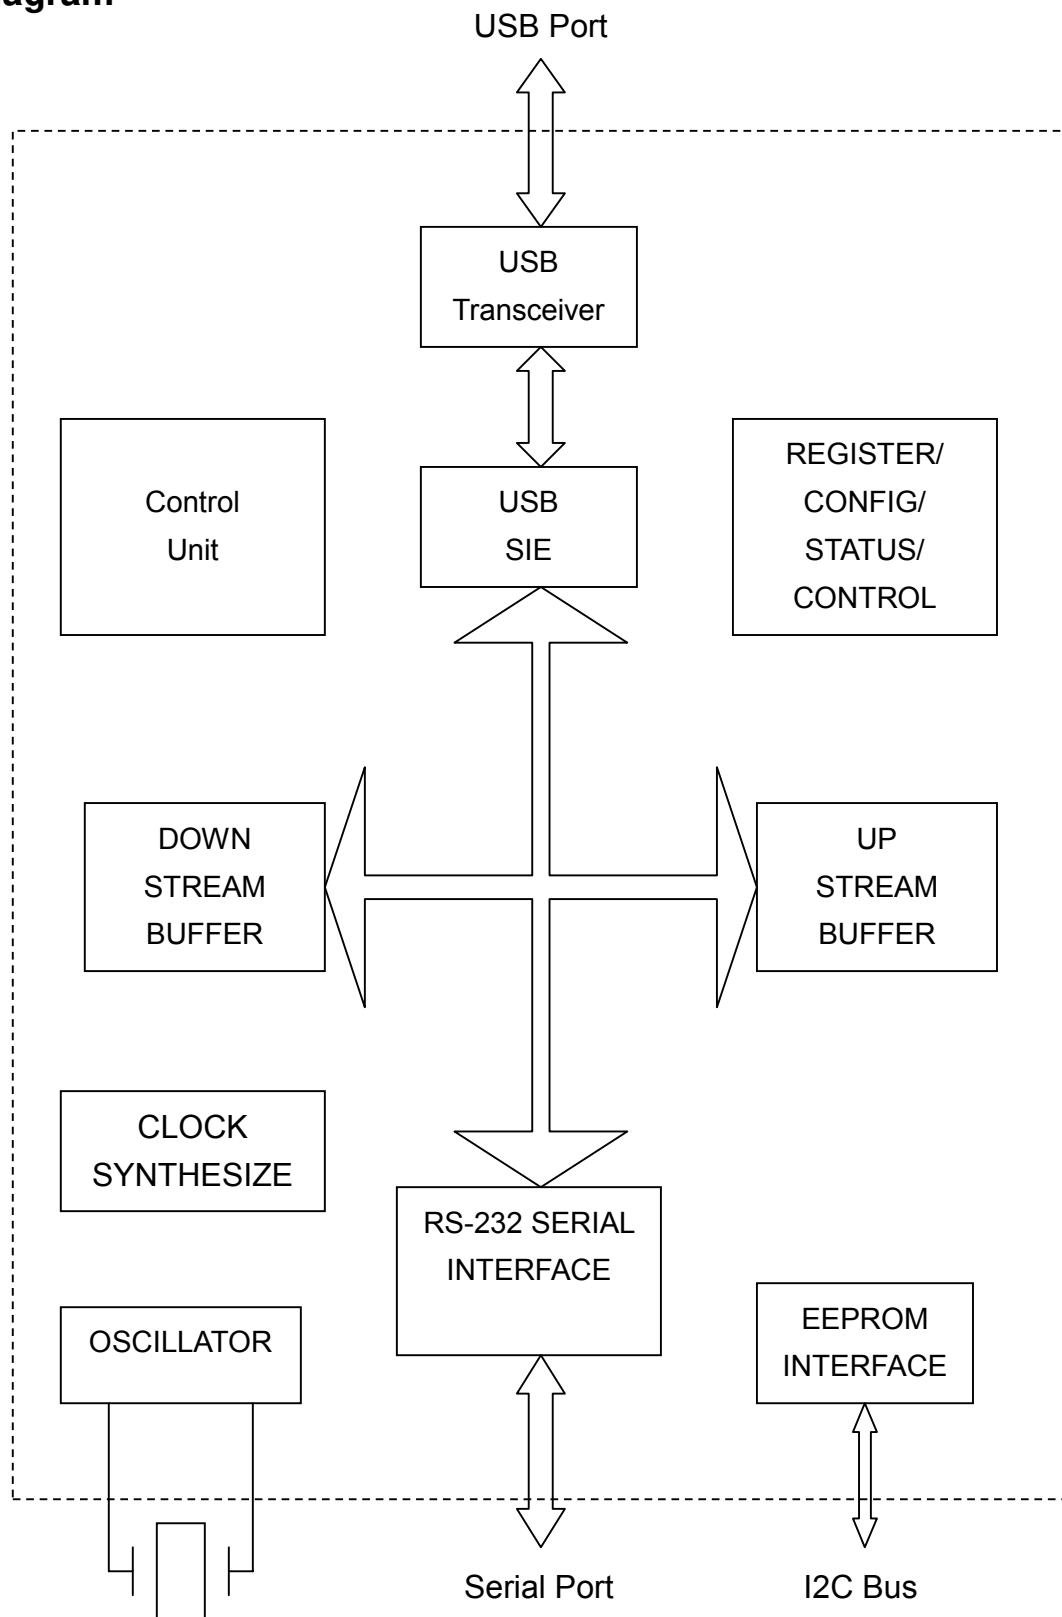 USB Port
USB
Transceiver
Control
Unit
USB
SIE
REGISTER/
CONFIG/
STATUS/
CONTROL
DOWN
STREAM
BUFFER
UP
STREAM
BUFFER
CLOCK
SYNTHESIZE
RS-232 SERIAL
INTERFACE
OSCILLATOR
EEPROM
INTERFACE
Serial Port
I2C Bus